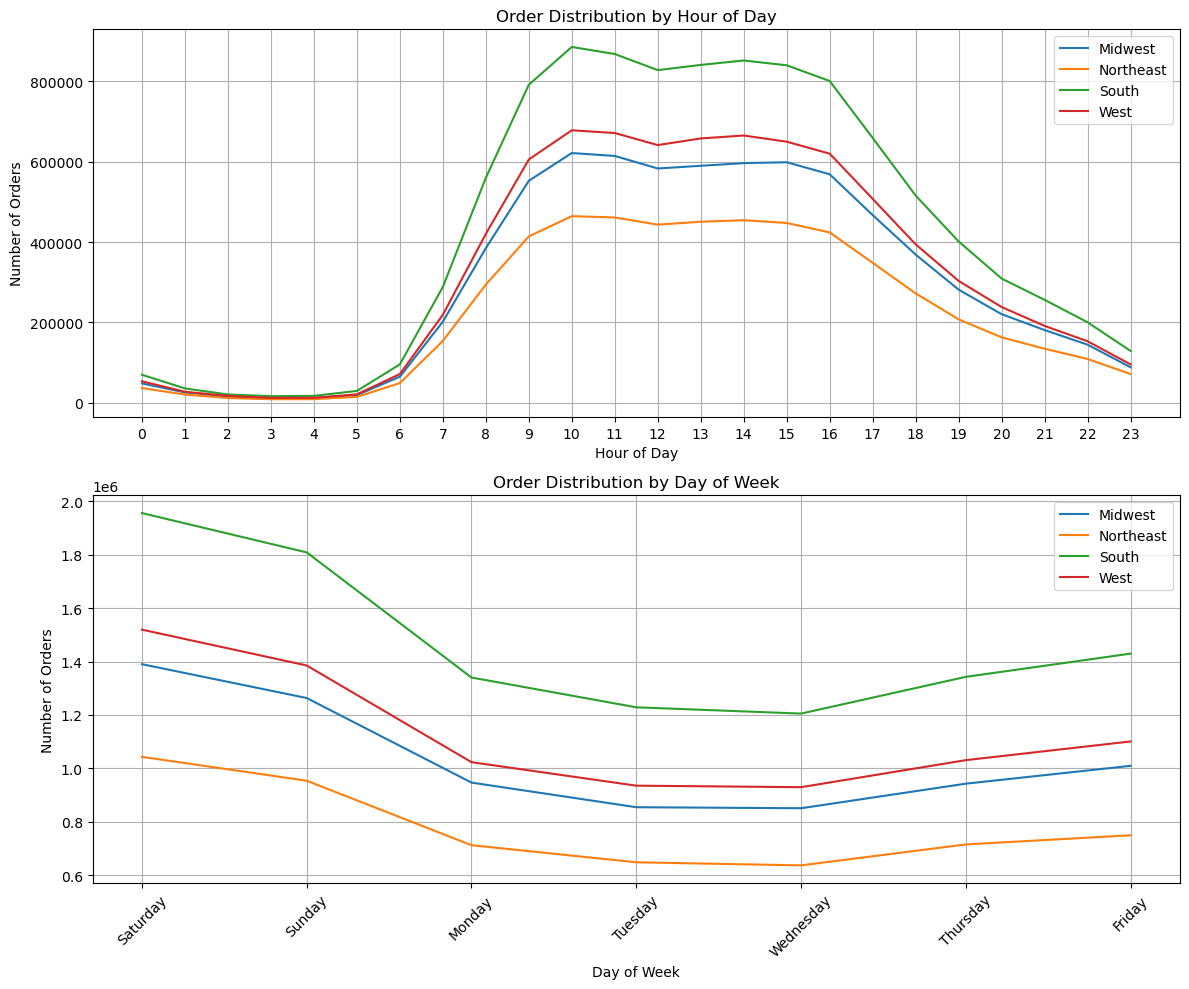 Order Distribution by Hour of Day
Number of Orders
800000
600000
400000
200000
0
Midwest
Northeast
South
West
0 1 2 3 4 5 6 7 8 9 10 11 12 13 14 15 16 17 18 19 20 21 22 23
Hour of Day
Order Distribution by Day of Week
1e6
Number of Orders
2.0
1.8
1.6
1.4
1.2
1.0
0.8
0.6
Midwest
Northeast
South
West
Saturday Sunday Monday Tuesday Wednesday Thursday Friday
Day of Week